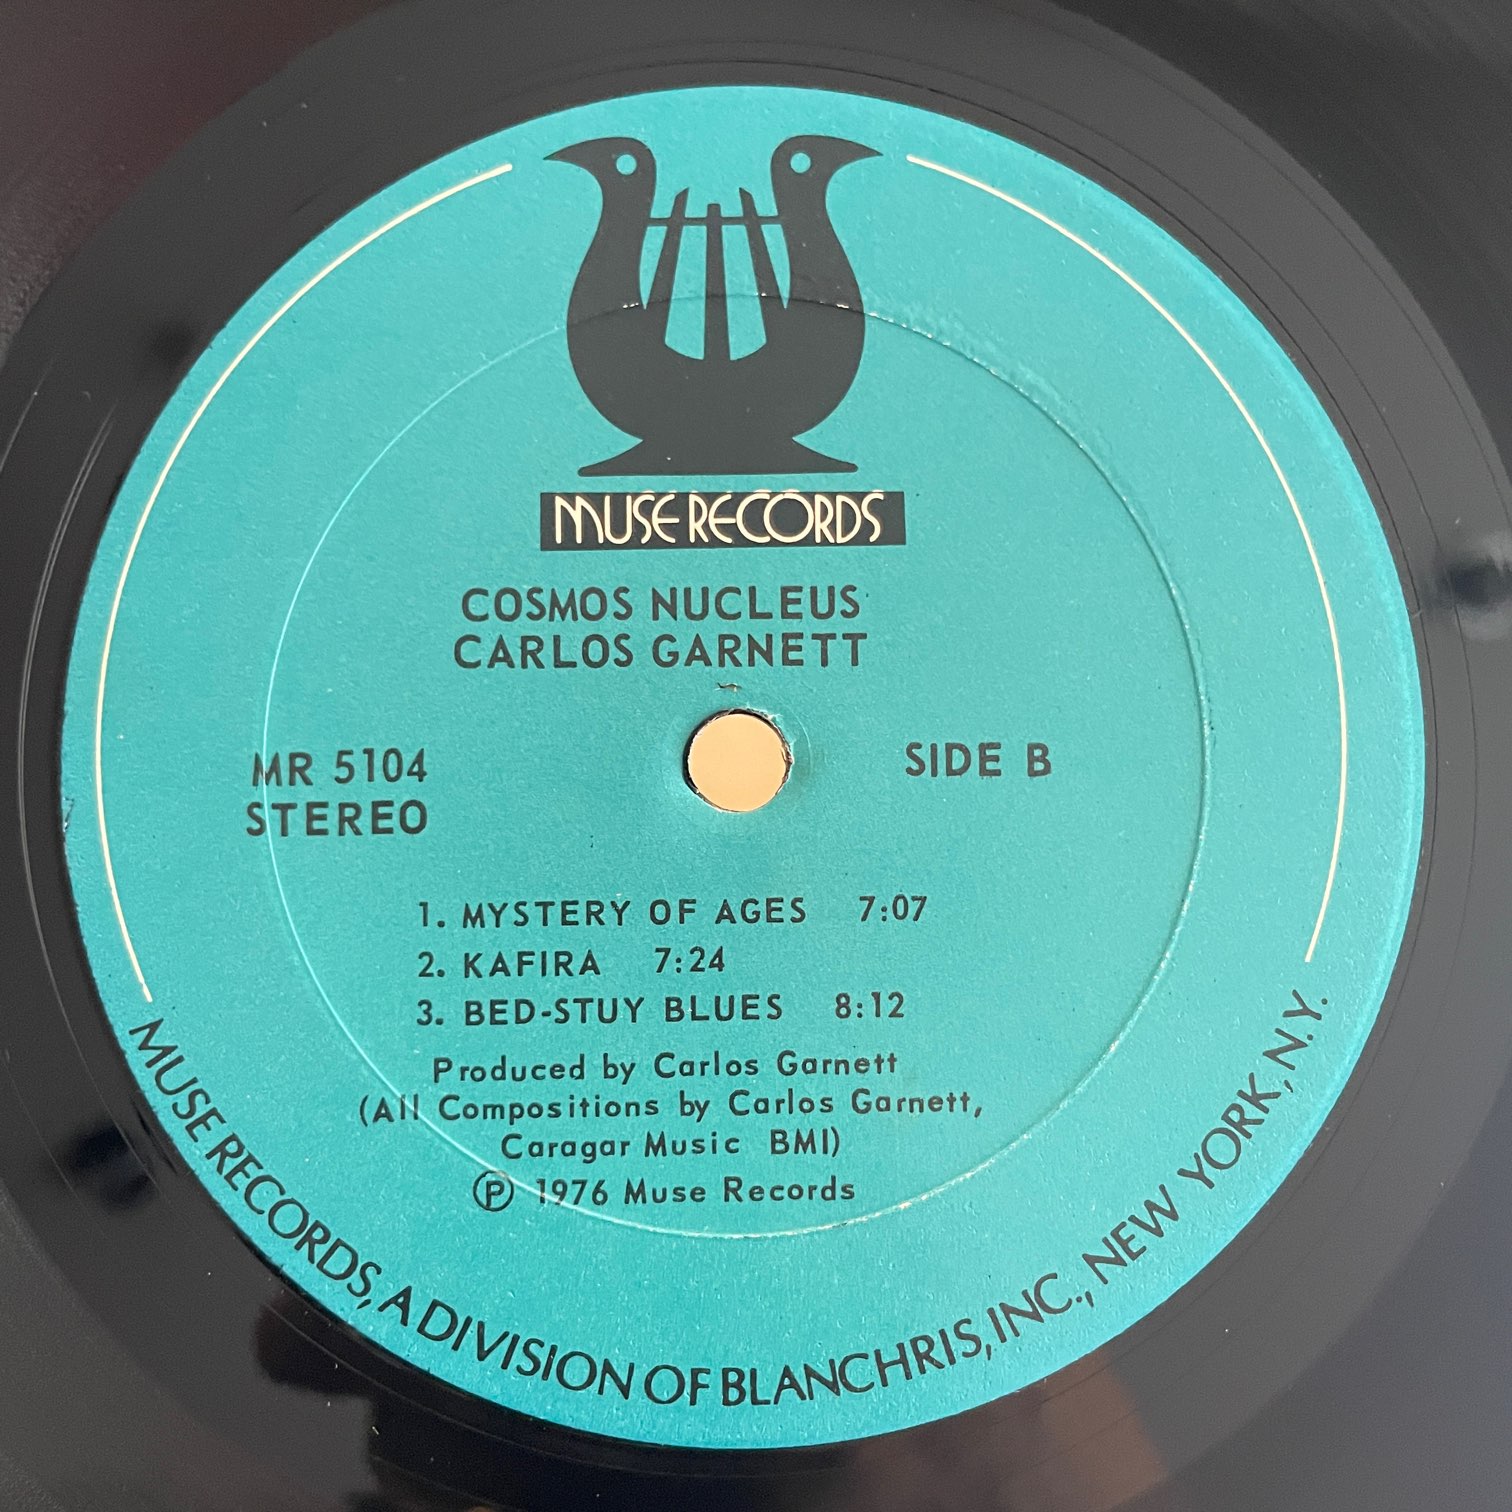 MUSE RECORDS
COSMOS NUCLEUS
CARLOS GARNETT
MR 5104
STEREO
SIDE B
1. MYSTERY OF AGES 7:07
2. KAFIRA 7:24
3. BED-STUY BLUES 8:12
Produced by Carlos Garnett
(All Compositions by Carlos Garnett,
Caragar Music BMI)
Ⓟ 1976 Muse Records
MUSE RECORDS, A DIVISION OF BLANCHRIS, INC., NEW YORK, N.Y.